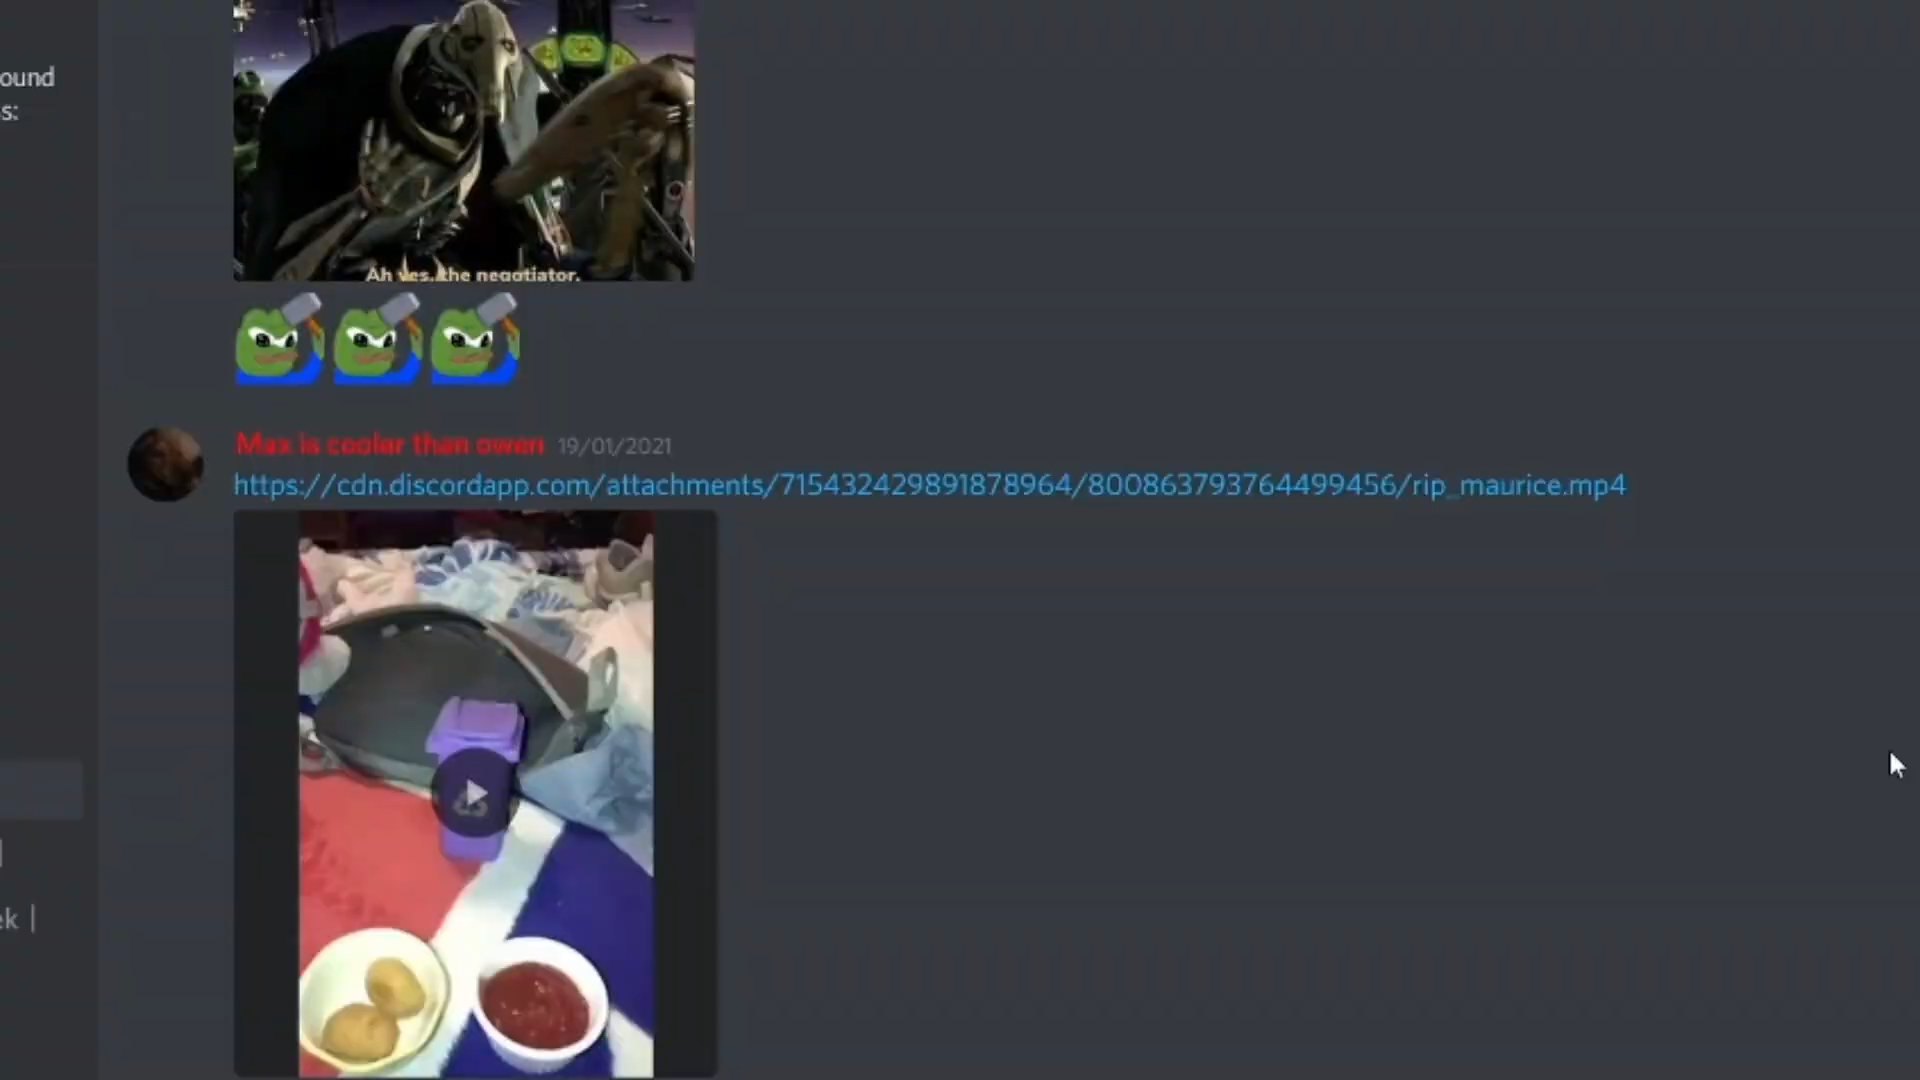 ound
s:
Ah yes, the negotiator.
Max is cooler than owen 19/01/2021
https://cdn.discordapp.com/attachments/715432429891878964/800863793764499456/rip_maurice.mp4
ek |